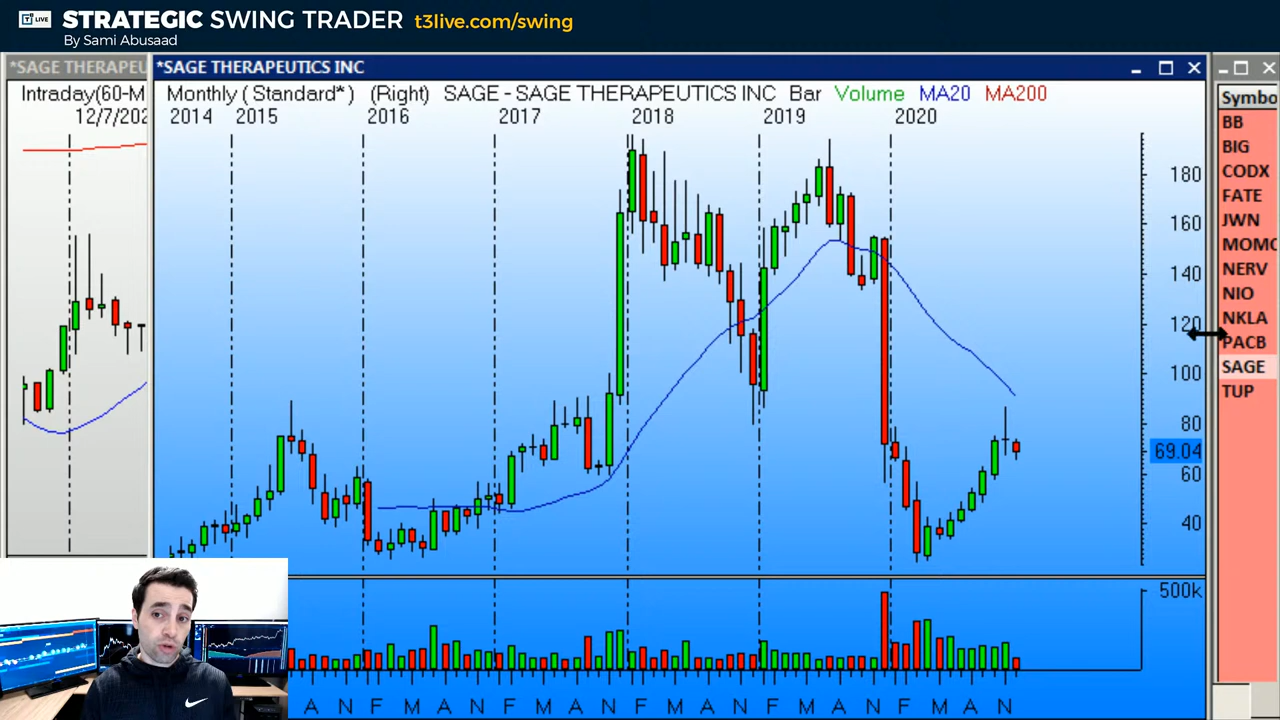 LIVE STRATEGIC SWING TRADER t3live.com/swing
By Sami Abusaad
*SAGE THERAPEU
*SAGE THERAPEUTICS INC
Intraday(60-M
12/7/202
Monthly ( Standard* ) (Right) SAGE - SAGE THERAPEUTICS INC Bar Volume MA20 MA200
2014 2015 2016 2017 2018 2019 2020
180
160
140
120
100
80
69.04
60
40
500k
A N F M A N F M A N F M A N F M A N F M A N
Symbo
BB
BIG
CODX
FATE
JWN
MOMO
NERV
NIO
NKLA
PACB
SAGE
TUP